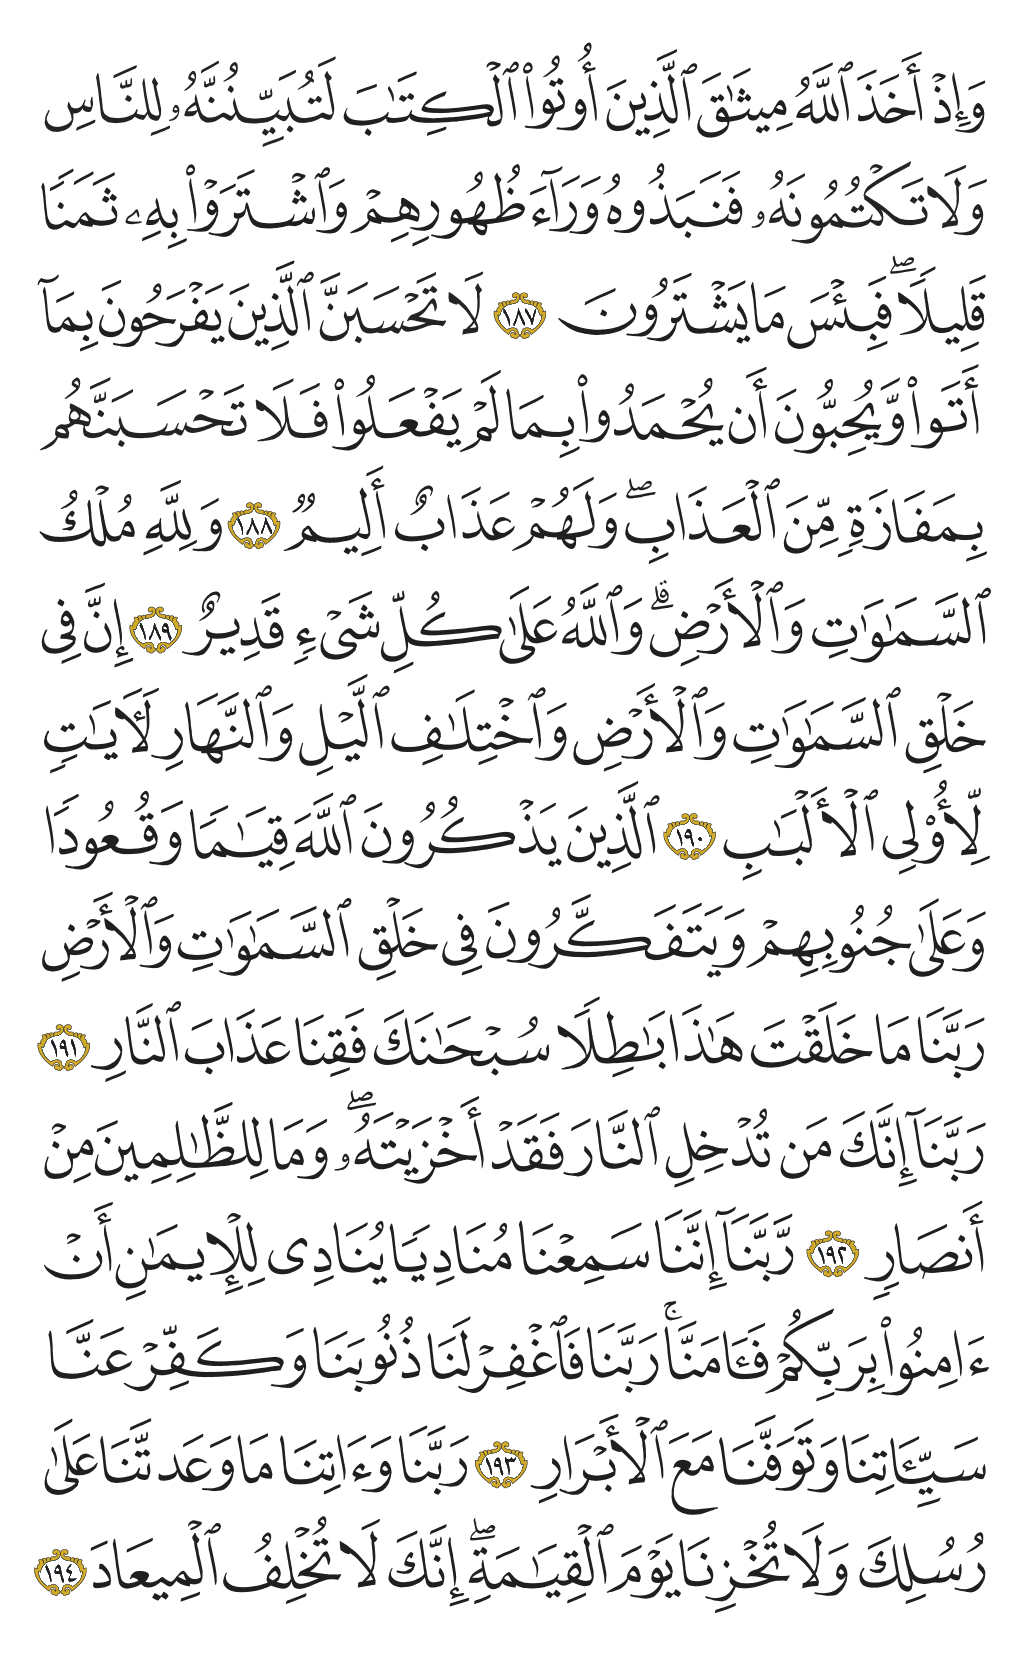 وَإِذْ أَخَذَ ٱللَّهُ مِيثَٰقَ ٱلَّذِينَ أُوتُوا۟ ٱلْكِتَٰبَ لَتُبَيِّنُنَّهُۥ لِلنَّاسِ
وَلَا تَكْتُمُونَهُۥ فَنَبَذُوهُ وَرَآءَ ظُهُورِهِمْ وَٱشْتَرَوْا۟ بِهِۦ ثَمَنًا
قَلِيلًا ۖ فَبِئْسَ مَا يَشْتَرُونَ ١٨٧ لَا تَحْسَبَنَّ ٱلَّذِينَ يَفْرَحُونَ بِمَآ
أَتَوا۟ وَّيُحِبُّونَ أَن يُحْمَدُوا۟ بِمَا لَمْ يَفْعَلُوا۟ فَلَا تَحْسَبَنَّهُم
بِمَفَازَةٍ مِّنَ ٱلْعَذَابِ ۖ وَلَهُمْ عَذَابٌ أَلِيمٌ ١٨٨ وَلِلَّهِ مُلْكُ
ٱلسَّمَٰوَٰتِ وَٱلْأَرْضِ ۗ وَٱللَّهُ عَلَىٰ كُلِّ شَىْءٍ قَدِيرٌ ١٨٩ إِنَّ فِى
خَلْقِ ٱلسَّمَٰوَٰتِ وَٱلْأَرْضِ وَٱخْتِلَٰفِ ٱلَّيْلِ وَٱلنَّهَارِ لَءَايَٰتٍ
لِّأُو۟لِى ٱلْأَلْبَٰبِ ١٩٠ ٱلَّذِينَ يَذْكُرُونَ ٱللَّهَ قِيَٰمًا وَقُعُودًا
وَعَلَىٰ جُنُوبِهِمْ وَيَتَفَكَّرُونَ فِى خَلْقِ ٱلسَّمَٰوَٰتِ وَٱلْأَرْضِ
رَبَّنَا مَا خَلَقْتَ هَٰذَا بَٰطِلًا سُبْحَٰنَكَ فَقِنَا عَذَابَ ٱلنَّارِ ١٩١
رَبَّنَآ إِنَّكَ مَن تُدْخِلِ ٱلنَّارَ فَقَدْ أَخْزَيْتَهُۥ ۖ وَمَا لِلظَّٰلِمِينَ مِنْ
أَنصَارٍ ١٩٢ رَّبَّنَآ إِنَّنَا سَمِعْنَا مُنَادِيًا يُنَادِى لِلْإِيمَٰنِ أَنْ
ءَامِنُوا۟ بِرَبِّكُمْ فَـَٔامَنَّا ۚ رَبَّنَا فَٱغْفِرْ لَنَا ذُنُوبَنَا وَكَفِّرْ عَنَّا
سَيِّـَٔاتِنَا وَتَوَفَّنَا مَعَ ٱلْأَبْرَارِ ١٩٣ رَبَّنَا وَءَاتِنَا مَا وَعَدتَّنَا عَلَىٰ
رُسُلِكَ وَلَا تُخْزِنَا يَوْمَ ٱلْقِيَٰمَةِ ۖ إِنَّكَ لَا تُخْلِفُ ٱلْمِيعَادَ ١٩٤